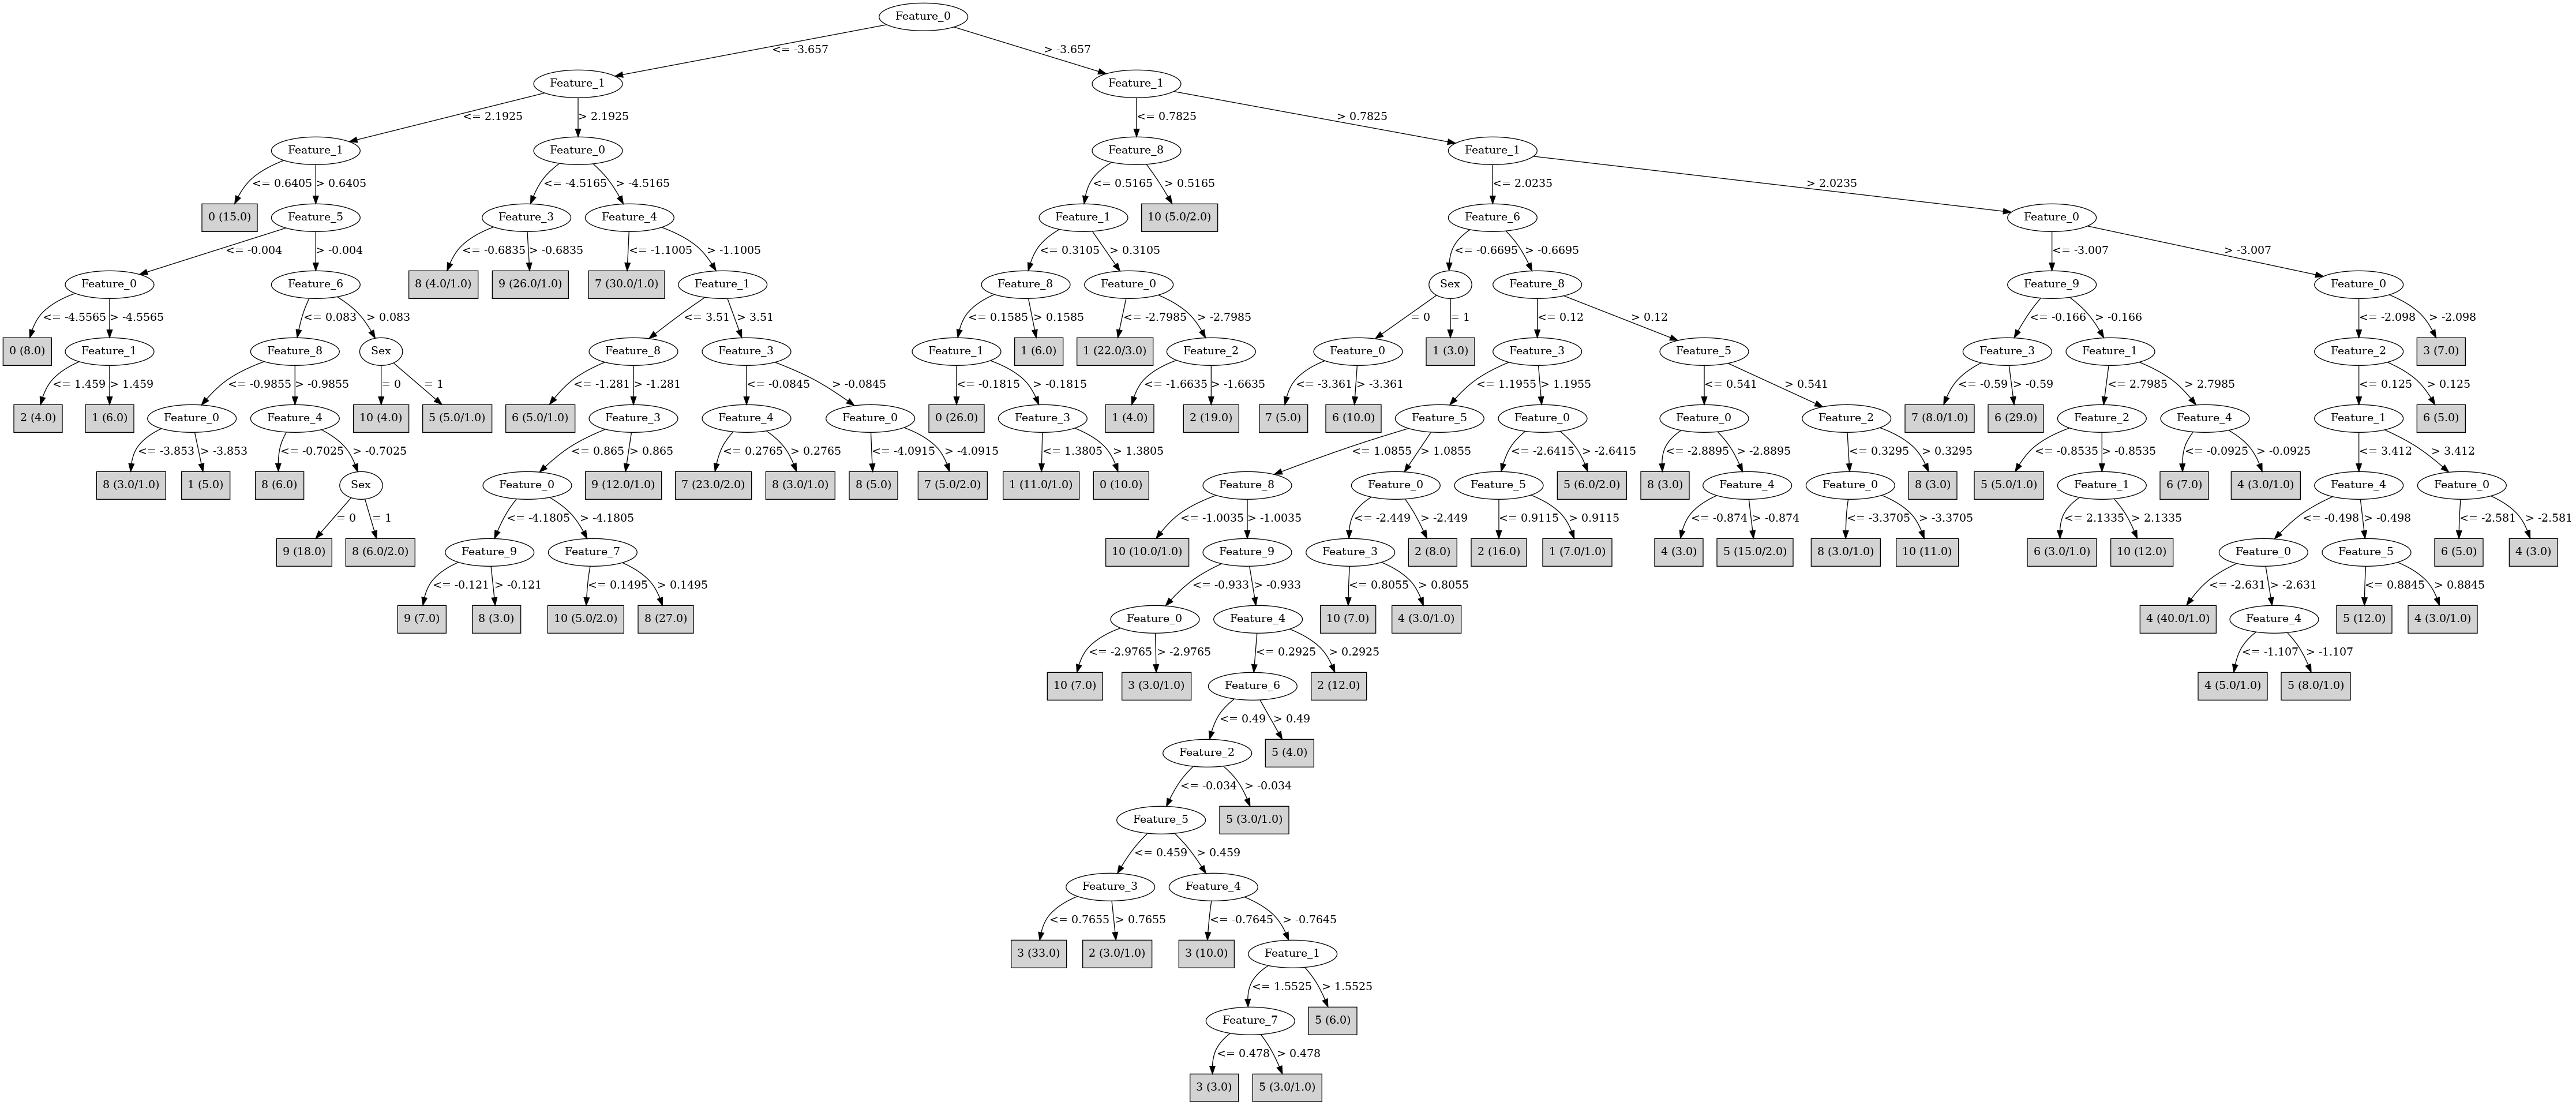 Feature_0
<= -3.657 > -3.657
Feature_1 Feature_1
<= 2.1925 > 2.1925 <= 0.7825 > 0.7825
Feature_1 Feature_0 Feature_8 Feature_1
<= 0.6405 > 0.6405 <= -4.5165 > -4.5165 <= 0.5165 > 0.5165 <= 2.0235 > 2.0235
0 (15.0) Feature_5 Feature_3 Feature_4 Feature_1 10 (5.0/2.0) Feature_6 Feature_0
<= -0.004 > -0.004 <= -0.6835 > -0.6835 <= -1.1005 > -1.1005 <= 0.3105 > 0.3105 <= -0.6695 > -0.6695 <= -3.007 > -3.007
Feature_0 Feature_6 8 (4.0/1.0) 9 (26.0/1.0) 7 (30.0/1.0) Feature_1 Feature_8 Feature_0 Sex Feature_8 Feature_9 Feature_0
<= -4.5565 > -4.5565 <= 0.083 > 0.083 <= 3.51 > 3.51 <= 0.1585 > 0.1585 <= -2.7985 > -2.7985 = 0 = 1 <= 0.12 > 0.12 <= -0.166 > -0.166 <= -2.098 > -2.098
0 (8.0) Feature_1 Feature_8 Sex Feature_8 Feature_3 Feature_1 1 (6.0) 1 (22.0/3.0) Feature_2 Feature_0 1 (3.0) Feature_3 Feature_5 Feature_3 Feature_1 Feature_2 3 (7.0)
<= 1.459 > 1.459 <= -0.9855 > -0.9855 = 0 = 1 <= -1.281 > -1.281 <= -0.0845 > -0.0845 <= -0.1815 > -0.1815 <= -1.6635 > -1.6635 <= -3.361 > -3.361 <= 1.1955 > 1.1955 <= 0.541 > 0.541 <= -0.59 > -0.59 <= 2.7985 > 2.7985 <= 0.125 > 0.125
2 (4.0) 1 (6.0) Feature_0 Feature_4 10 (4.0) 5 (5.0/1.0) 6 (5.0/1.0) Feature_3 Feature_4 Feature_0 0 (26.0) Feature_3 1 (4.0) 2 (19.0) 7 (5.0) 6 (10.0) Feature_5 Feature_0 Feature_0 Feature_2 7 (8.0/1.0) 6 (29.0) Feature_2 Feature_4 Feature_1 6 (5.0)
<= -3.853 > -3.853 <= -0.7025 > -0.7025 <= 0.865 > 0.865 <= 0.2765 > 0.2765 <= -4.0915 > -4.0915 <= 1.3805 > 1.3805 <= 1.0855 > 1.0855 <= -2.6415 > -2.6415 <= -2.8895 > -2.8895 <= 0.3295 > 0.3295 <= -0.8535 > -0.8535 <= -0.0925 > -0.0925 <= 3.412 > 3.412
8 (3.0/1.0) 1 (5.0) 8 (6.0) Sex Feature_0 9 (12.0/1.0) 7 (23.0/2.0) 8 (3.0/1.0) 8 (5.0) 7 (5.0/2.0) 1 (11.0/1.0) 0 (10.0) Feature_8 Feature_0 Feature_5 5 (6.0/2.0) 8 (3.0) Feature_4 Feature_0 8 (3.0) 5 (5.0/1.0) Feature_1 6 (7.0) 4 (3.0/1.0) Feature_4 Feature_0
= 0 = 1 <= -4.1805 > -4.1805 <= -1.0035 > -1.0035 <= -2.449 > -2.449 <= 0.9115 > 0.9115 <= -0.874 > -0.874 <= -3.3705 > -3.3705 <= 2.1335 > 2.1335 <= -0.498 > -0.498 <= -2.581 > -2.581
9 (18.0) 8 (6.0/2.0) Feature_9 Feature_7 10 (10.0/1.0) Feature_9 Feature_3 2 (8.0) 2 (16.0) 1 (7.0/1.0) 4 (3.0) 5 (15.0/2.0) 8 (3.0/1.0) 10 (11.0) 6 (3.0/1.0) 10 (12.0) Feature_0 Feature_5 6 (5.0) 4 (3.0)
<= -0.121 > -0.121 <= 0.1495 > 0.1495 <= -0.933 > -0.933 <= 0.8055 > 0.8055 <= -2.631 > -2.631 <= 0.8845 > 0.8845
9 (7.0) 8 (3.0) 10 (5.0/2.0) 8 (27.0) Feature_0 Feature_4 10 (7.0) 4 (3.0/1.0) 4 (40.0/1.0) Feature_4 5 (12.0) 4 (3.0/1.0)
<= -2.9765 > -2.9765 <= 0.2925 > 0.2925 <= -1.107 > -1.107
10 (7.0) 3 (3.0/1.0) Feature_6 2 (12.0) 4 (5.0/1.0) 5 (8.0/1.0)
<= 0.49 > 0.49
Feature_2 5 (4.0)
<= -0.034 > -0.034
Feature_5 5 (3.0/1.0)
<= 0.459 > 0.459
Feature_3 Feature_4
<= 0.7655 > 0.7655 <= -0.7645 > -0.7645
3 (33.0) 2 (3.0/1.0) 3 (10.0) Feature_1
<= 1.5525 > 1.5525
Feature_7 5 (6.0)
<= 0.478 > 0.478
3 (3.0) 5 (3.0/1.0)